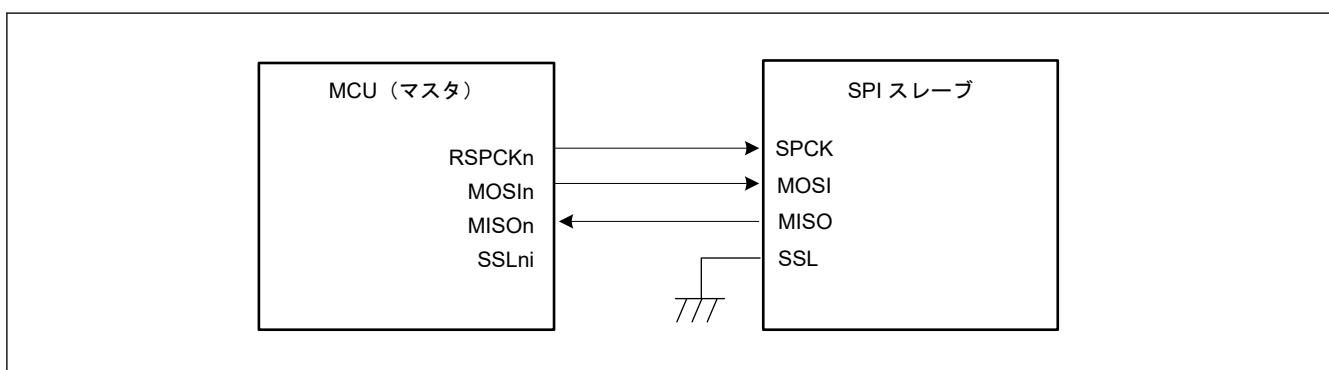 MCU（マスタ）
RSPCKn
MOSIn
MISOn
SSLni
SPI スレーブ
SPCK
MOSI
MISO
SSL